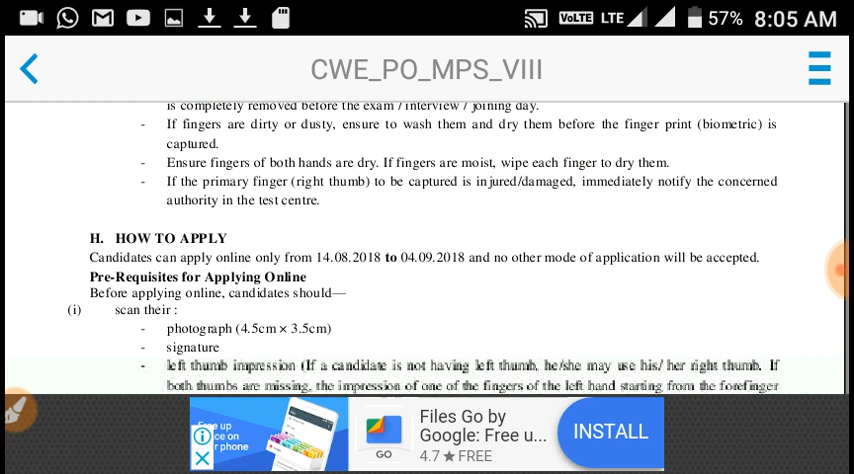 VoLTE LTE 57% 8:05 AM
CWE_PO_MPS_VIII
is completely removed before the exam / interview / joining day.
- If fingers are dirty or dusty, ensure to wash them and dry them before the finger print (biometric) is
captured.
- Ensure fingers of both hands are dry. If fingers are moist, wipe each finger to dry them.
- If the primary finger (right thumb) to be captured is injured/damaged, immediately notify the concerned
authority in the test centre.
H. HOW TO APPLY
Candidates can apply online only from 14.08.2018 to 04.09.2018 and no other mode of application will be accepted.
Pre-Requisites for Applying Online
Before applying online, candidates should—
(i) scan their :
- photograph (4.5cm × 3.5cm)
- signature
- left thumb impression (If a candidate is not having left thumb, he/she may use his/ her right thumb. If
both thumbs are missing, the impression of one of the fingers of the left hand starting from the forefinger
up
ce on
r phone
GO
Files Go by
Google: Free u...
4.7 ★ FREE
INSTALL